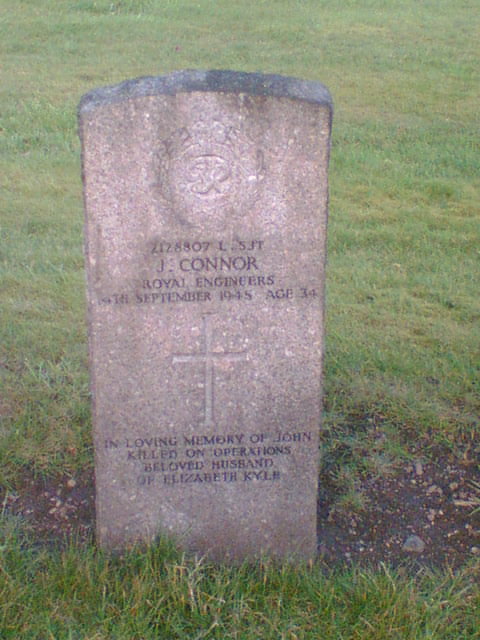 2128807 L. SJT
J. CONNOR
ROYAL ENGINEERS
14TH SEPTEMBER 1945 AGE 34
IN LOVING MEMORY OF JOHN
KILLED ON OPERATIONS
BELOVED HUSBAND
OF ELIZABETH KYLE